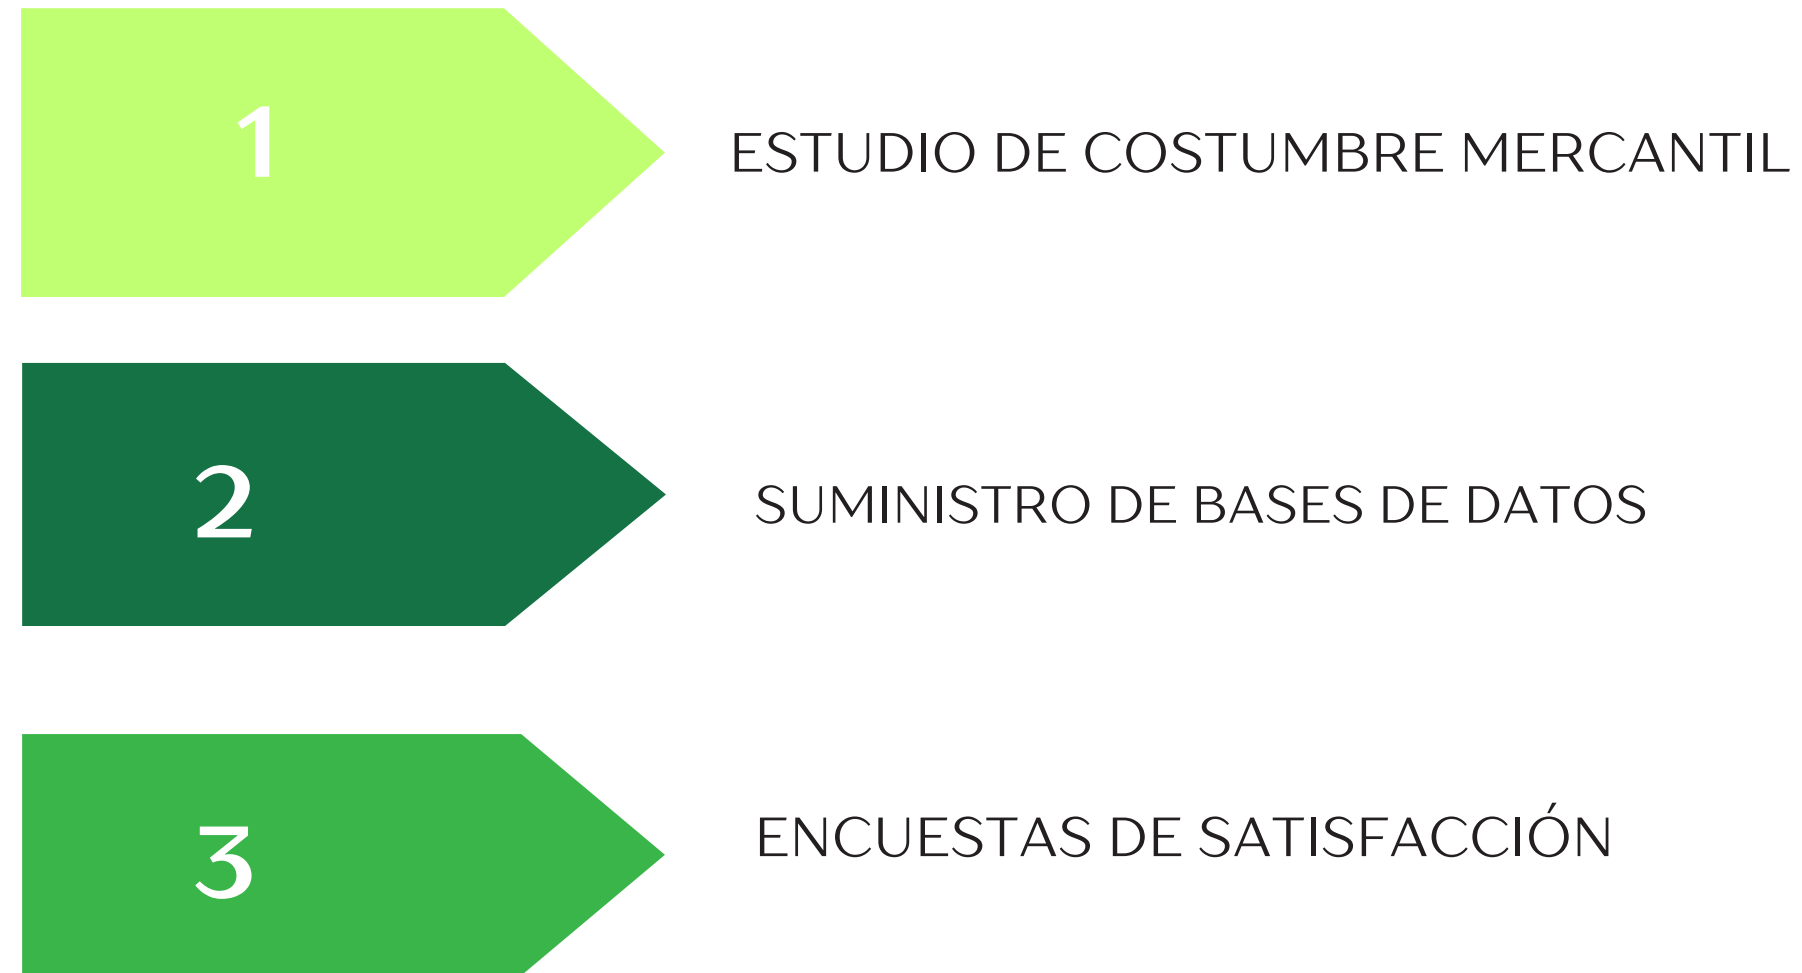 1
ESTUDIO DE COSTUMBRE MERCANTIL
2
SUMINISTRO DE BASES DE DATOS
3
ENCUESTAS DE SATISFACCIÓN